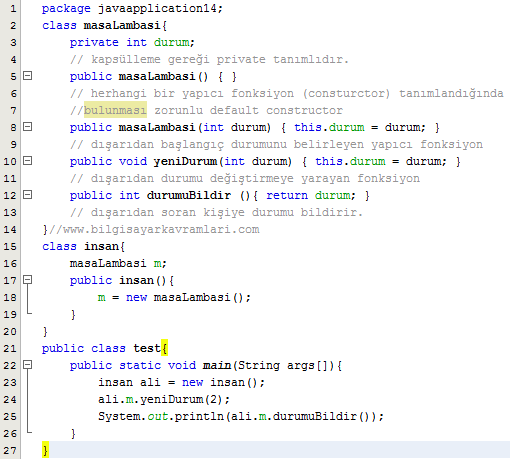 1 package javaapplication14;
2 class masaLambasi{
3 private int durum;
4 // kapsülleme gereği private tanımlıdır.
5 public masaLambasi() { }
6 // herhangi bir yapıcı fonksiyon (consturctor) tanımlandığında
7 //bulunması zorunlu default constructor
8 public masaLambasi(int durum) { this.durum = durum; }
9 // dışarıdan başlangıç durumunu belirleyen yapıcı fonksiyon
10 public void yeniDurum(int durum) { this.durum = durum; }
11 // dışarıdan durumu değiştirmeye yarayan fonksiyon
12 public int durumuBildir (){ return durum; }
13 // dışarıdan soran kişiye durumu bildirir.
14 }//www.bilgisayarkavramlari.com
15 class insan{
16 masaLambasi m;
17 public insan(){
18 m = new masaLambasi();
19 }
20 }
21 public class test{
22 public static void main(String args[]){
23 insan ali = new insan();
24 ali.m.yeniDurum(2);
25 System.out.println(ali.m.durumuBildir());
26 }
27 }